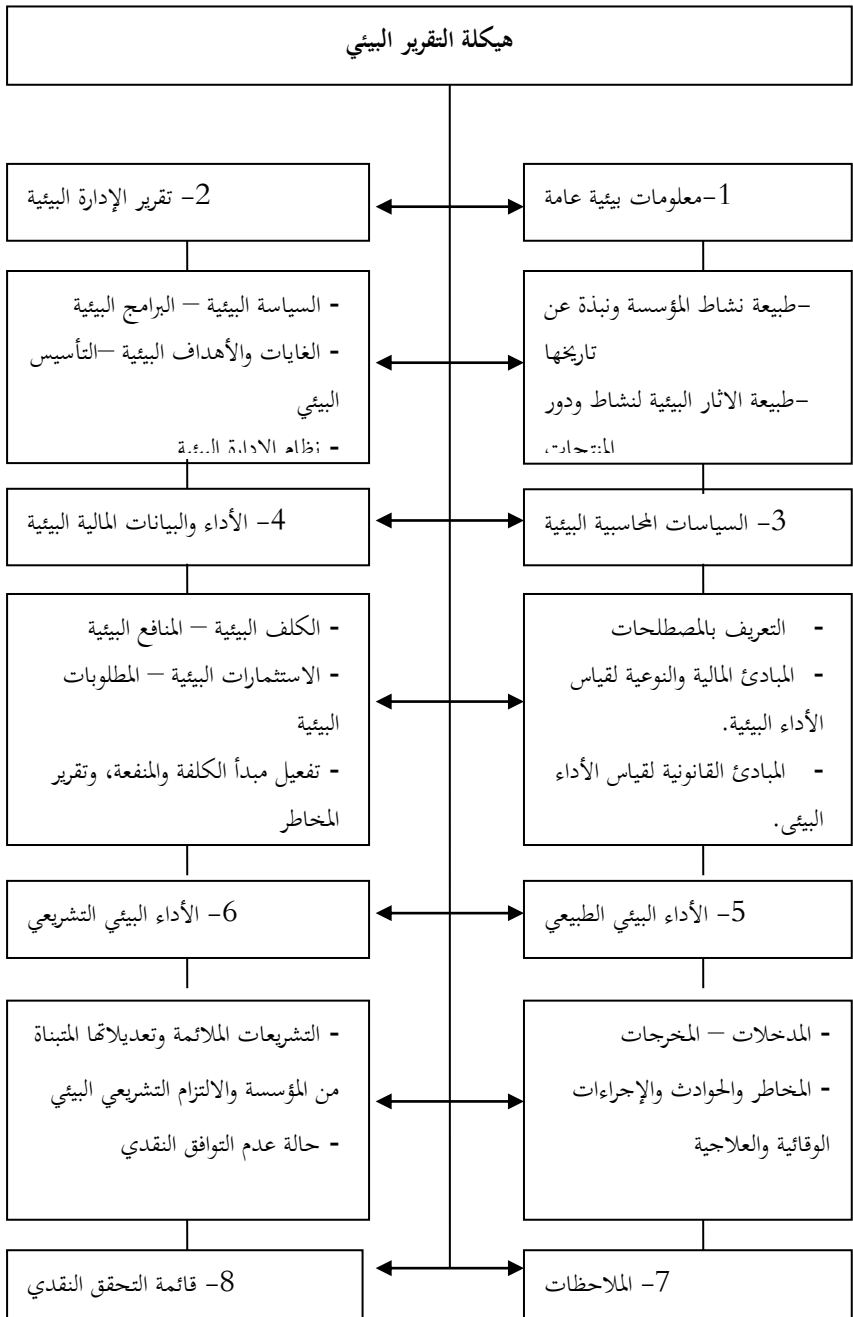 هيكلة التقرير البيئي
1-معلومات بيئية عامة
2- تقرير الإدارة البيئية
-طبيعة نشاط المؤسسة ونبذة عن
تاريخها
-طبيعة الاثار البيئية لنشاط ودور
المنتجات
- السياسة البيئية – البرامج البيئية
- الغايات والأهداف البيئية –التأسيس
البيئي
- نظام الادارة البيئية
3- السياسات المحاسبية البيئية
4- الأداء والبيانات المالية البيئية
- التعريف بالمصطلحات
- المبادئ المالية والنوعية لقياس
الأداء البيئية.
- المبادئ القانونية لقياس الأداء
البيئي.
- الكلف البيئية – المنافع البيئية
- الاستثمارات البيئية – المطلوبات
البيئية
- تفعيل مبدأ الكلفة والمنفعة، وتقرير
المخاطر
5- الأداء البيئي الطبيعي
6- الأداء البيئي التشريعي
- المدخلات – المخرجات
- المخاطر والحوادث والإجراءات
الوقائية والعلاجية
- التشريعات الملائمة وتعديلاتها المتبناة
من المؤسسة والالتزام التشريعي البيئي
- حالة عدم التوافق النقدي
7- الملاحظات
8- قائمة التحقق النقدي